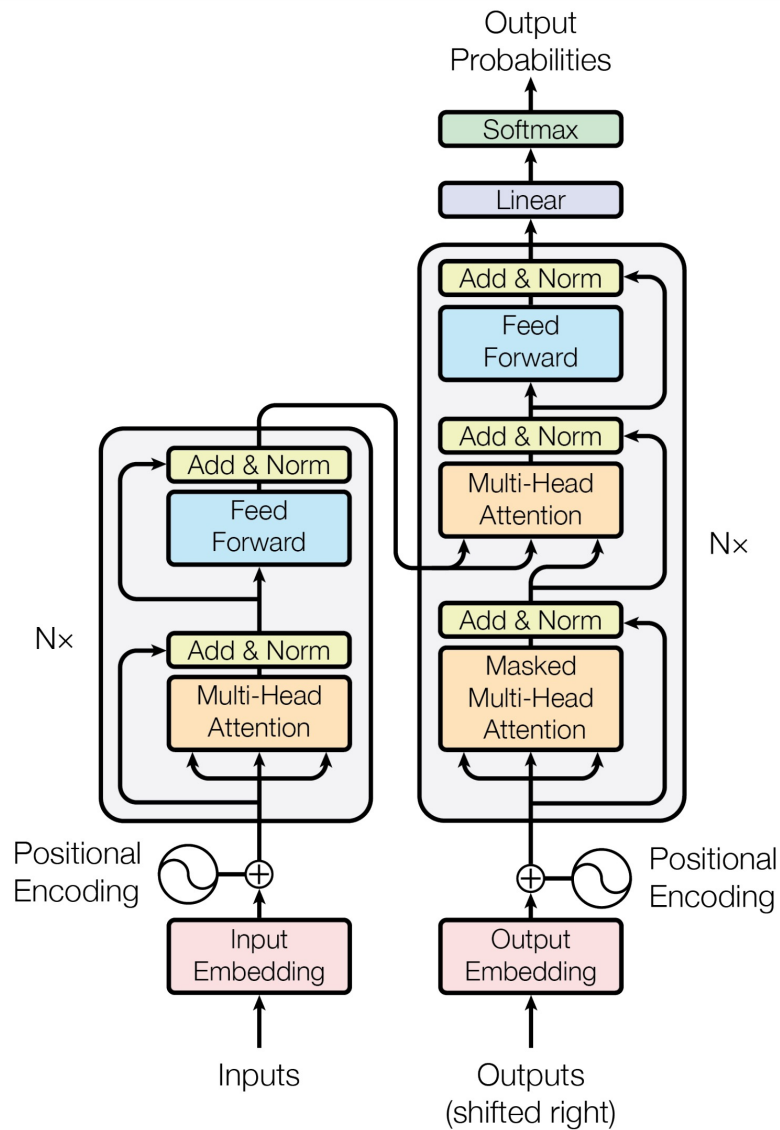 Output
Probabilities
Softmax
Linear
Add & Norm
Feed
Forward
Add & Norm
Multi-Head
Attention
Add & Norm
Masked
Multi-Head
Attention
N×
Add & Norm
Feed
Forward
Add & Norm
Multi-Head
Attention
N×
Positional
Encoding
Positional
Encoding
Input
Embedding
Output
Embedding
Inputs
Outputs
(shifted right)